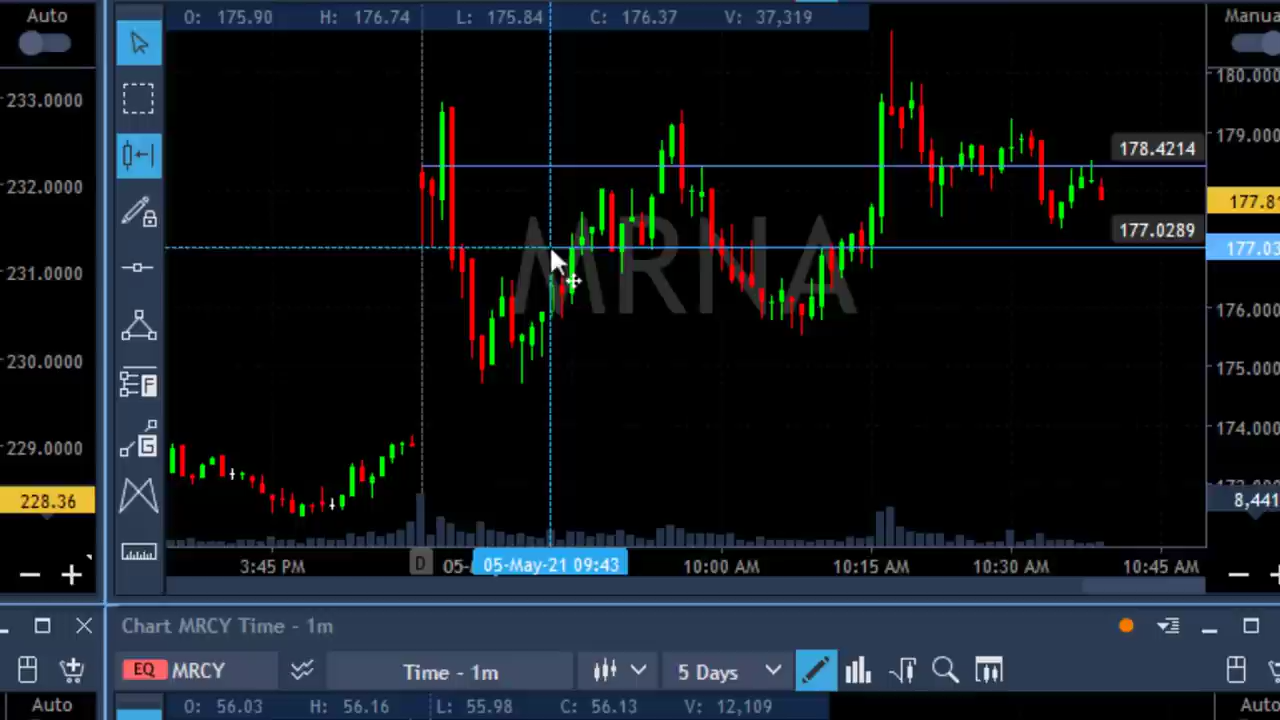 Auto
233.0000
232.0000
231.0000
230.0000
229.0000
228.36
O: 175.90 H: 176.74 L: 175.84 C: 176.37 V: 37,319
MRNA
178.4214
177.0289
Manua
180.0000
179.0000
177.81
177.03
176.000
175.000
174.000
8,441
F
G
D
3:45 PM 05- 05-May-21 09:43 10:00 AM 10:15 AM 10:30 AM 10:45 AM
Chart MRCY Time - 1m
EQ MRCY Time - 1m 5 Days
Auto
O: 56.03 H: 56.16 L: 55.98 C: 56.13 V: 12,109
Auto